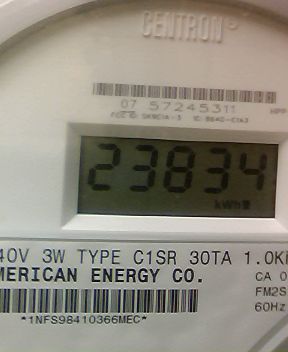 CENTRON®
07 57245311
23834
kWh
40V 3W TYPE C1SR 30TA 1.0K
MERICAN ENERGY CO.
CA 0
FM2S
60Hz
*1NFS98410366MEC*